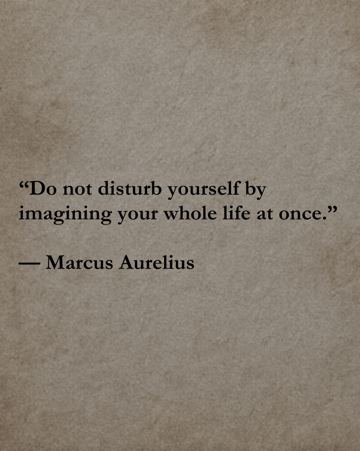 “Do not disturb yourself by
imagining your whole life at once.”
— Marcus Aurelius